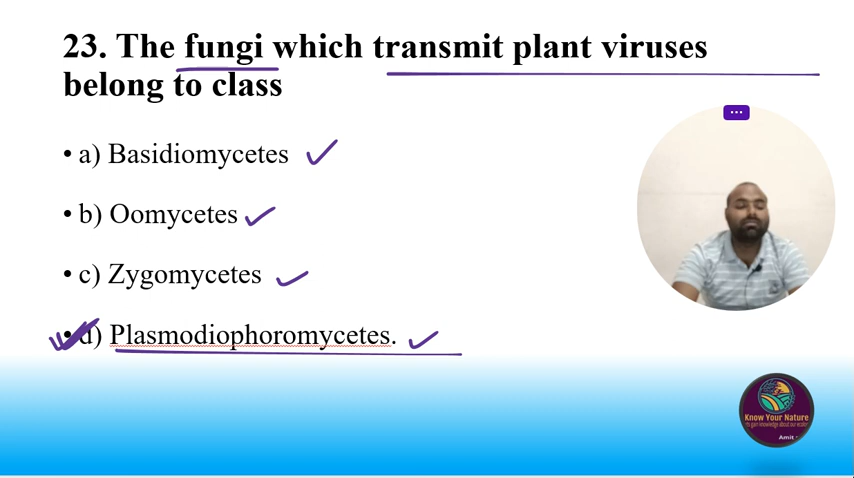 23. The fungi which transmit plant viruses
belong to class
• a) Basidiomycetes
• b) Oomycetes
• c) Zygomycetes
• d) Plasmodiophoromycetes.
Know Your Nature
Amit